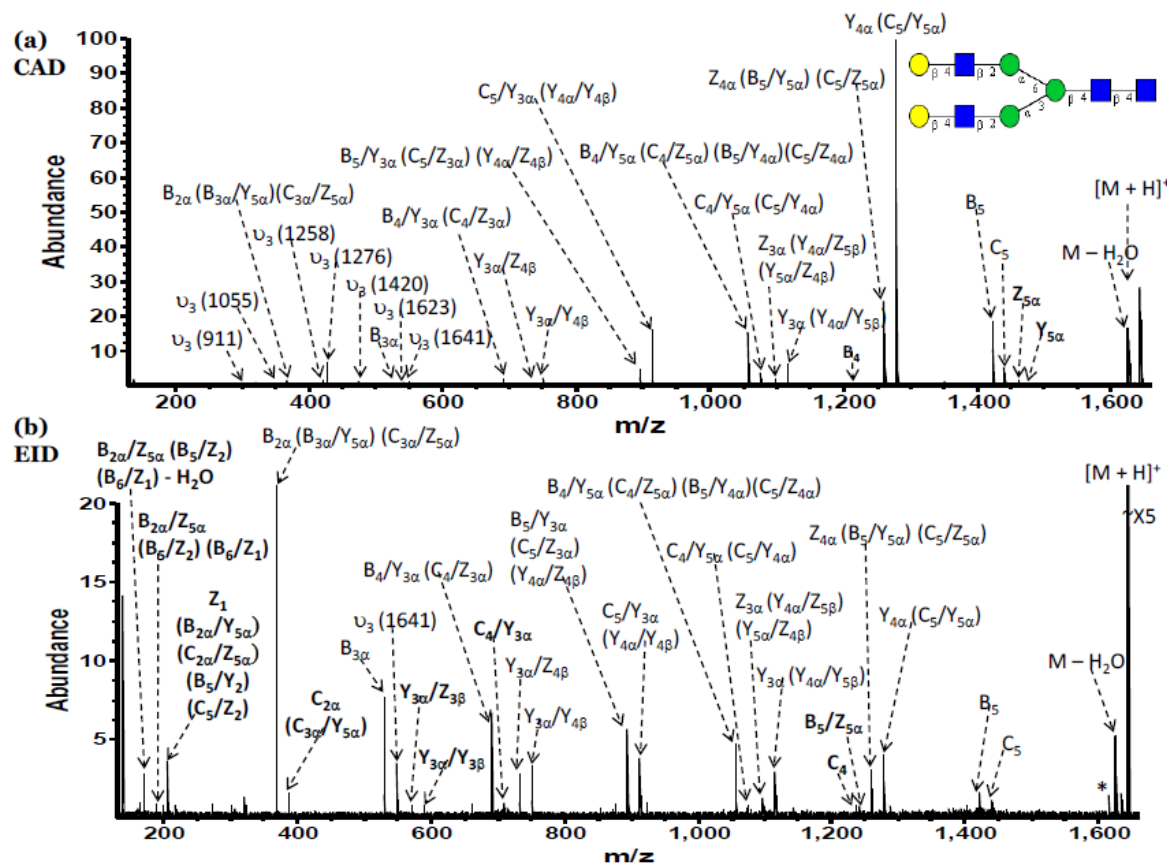 (a)
CAD
Abundance
100
90
80
70
60
50
40
30
20
10
Y4α (C5/Y5α)
Z4α (B5/Y5α) (C5/Z5α)
C5/Y3α (Y4α/Y4β)
B5/Y3α (C5/Z3α) (Y4α/Z4β)
B4/Y5α (C4/Z5α) (B5/Y4α)(C5/Z4α)
B2α (B3α/Y5α)(C3α/Z5α)
B4/Y3α (C4/Z3α)
C4/Y5α (C5/Y4α)
υ3 (1258)
υ3 (1276)
υ3 (1420)
υ3 (1623)
υ3 (1641)
υ3 (1055)
υ3 (911)
B3α
Y3α/Z4β
Y3α/Y4β
Z3α (Y4α/Z5β)
(Y5α/Z4β)
Y3α (Y4α/Y5β)
B4
B5
C5
Z5α
Y5α
M – H2O
[M + H]+
β 4 β 2 α 6
β 4 β 4
β 4 β 2 α 3
200 400 600 800 1,000 1,200 1,400 1,600
m/z
(b)
EID
Abundance
20
15
10
5
B2α/Z5α (B5/Z2)
(B6/Z1) - H2O
B2α (B3α/Y5α) (C3α/Z5α)
B2α/Z5α
(B6/Z2) (B6/Z1)
Z1
(B2α/Y5α)
(C2α/Z5α)
(B5/Y2)
(C5/Z2)
C2α
(C3α/Y5α)
B3α
υ3 (1641)
B4/Y3α (C4/Z3α)
Y3α/Z3β
Y3α/Y3β
C4/Y3α
Y3α/Z4β
Y3α/Y4β
B5/Y3α
(C5/Z3α)
(Y4α/Z4β)
C5/Y3α
(Y4α/Y4β)
B4/Y5α (C4/Z5α) (B5/Y4α)(C5/Z4α)
C4/Y5α (C5/Y4α)
Z3α (Y4α/Z5β)
(Y5α/Z4β)
Y3α (Y4α/Y5β)
B5/Z5α
C4
Z4α (B5/Y5α) (C5/Z5α)
Y4α (C5/Y5α)
B5
C5
M – H2O
*
[M + H]+
~X5
200 400 600 800 1,000 1,200 1,400 1,600
m/z